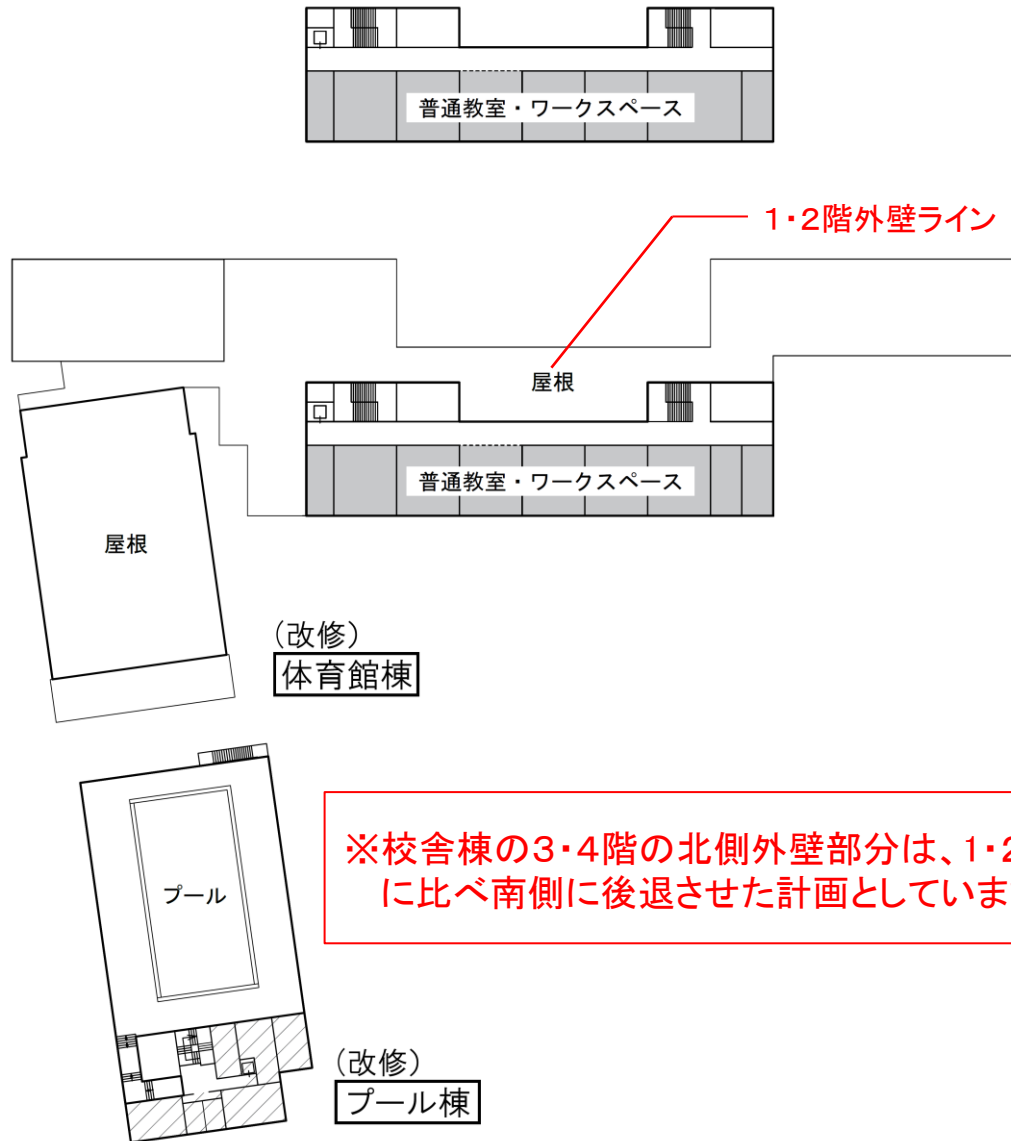 普通教室・ワークスペース
1・2階外壁ライン
屋根
普通教室・ワークスペース
屋根
(改修)
体育館棟
※校舎棟の3・4階の北側外壁部分は、1・2
に比べ南側に後退させた計画としていま
プール
(改修)
プール棟